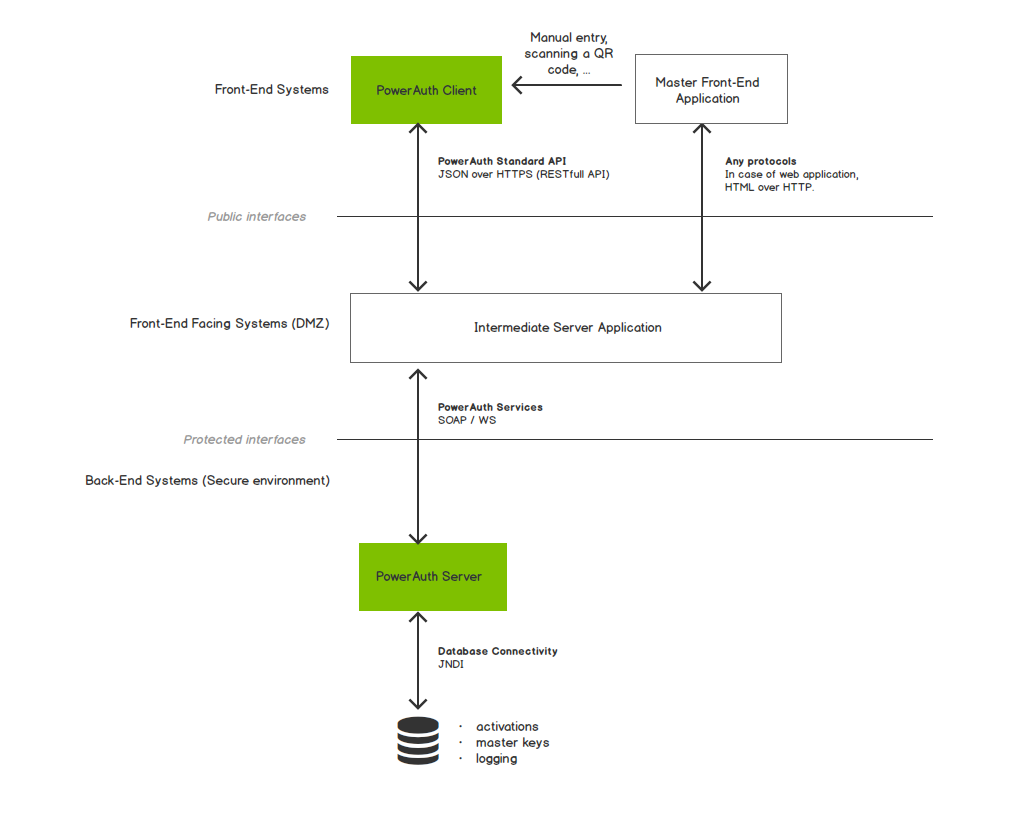 Manual entry,
scanning a QR
code, ...
Front-End Systems
PowerAuth Client
Master Front-End
Application
PowerAuth Standard API
JSON over HTTPS (RESTfull API)
Any protocols
In case of web application,
HTML over HTTP.
Public interfaces
Front-End Facing Systems (DMZ)
Intermediate Server Application
PowerAuth Services
SOAP / WS
Protected interfaces
Back-End Systems (Secure environment)
PowerAuth Server
Database Connectivity
JNDI
· activations
· master keys
· logging